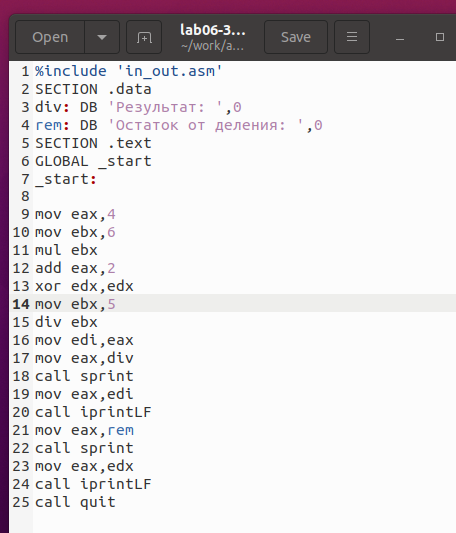 Open
lab06-3...
~/work/a...
Save
1 %include 'in_out.asm'
2 SECTION .data
3 div: DB 'Результат: ',0
4 rem: DB 'Остаток от деления: ',0
5 SECTION .text
6 GLOBAL _start
7 _start:
8
9 mov eax,4
10 mov ebx,6
11 mul ebx
12 add eax,2
13 xor edx,edx
14 mov ebx,5
15 div ebx
16 mov edi,eax
17 mov eax,div
18 call sprint
19 mov eax,edi
20 call iprintLF
21 mov eax,rem
22 call sprint
23 mov eax,edx
24 call iprintLF
25 call quit